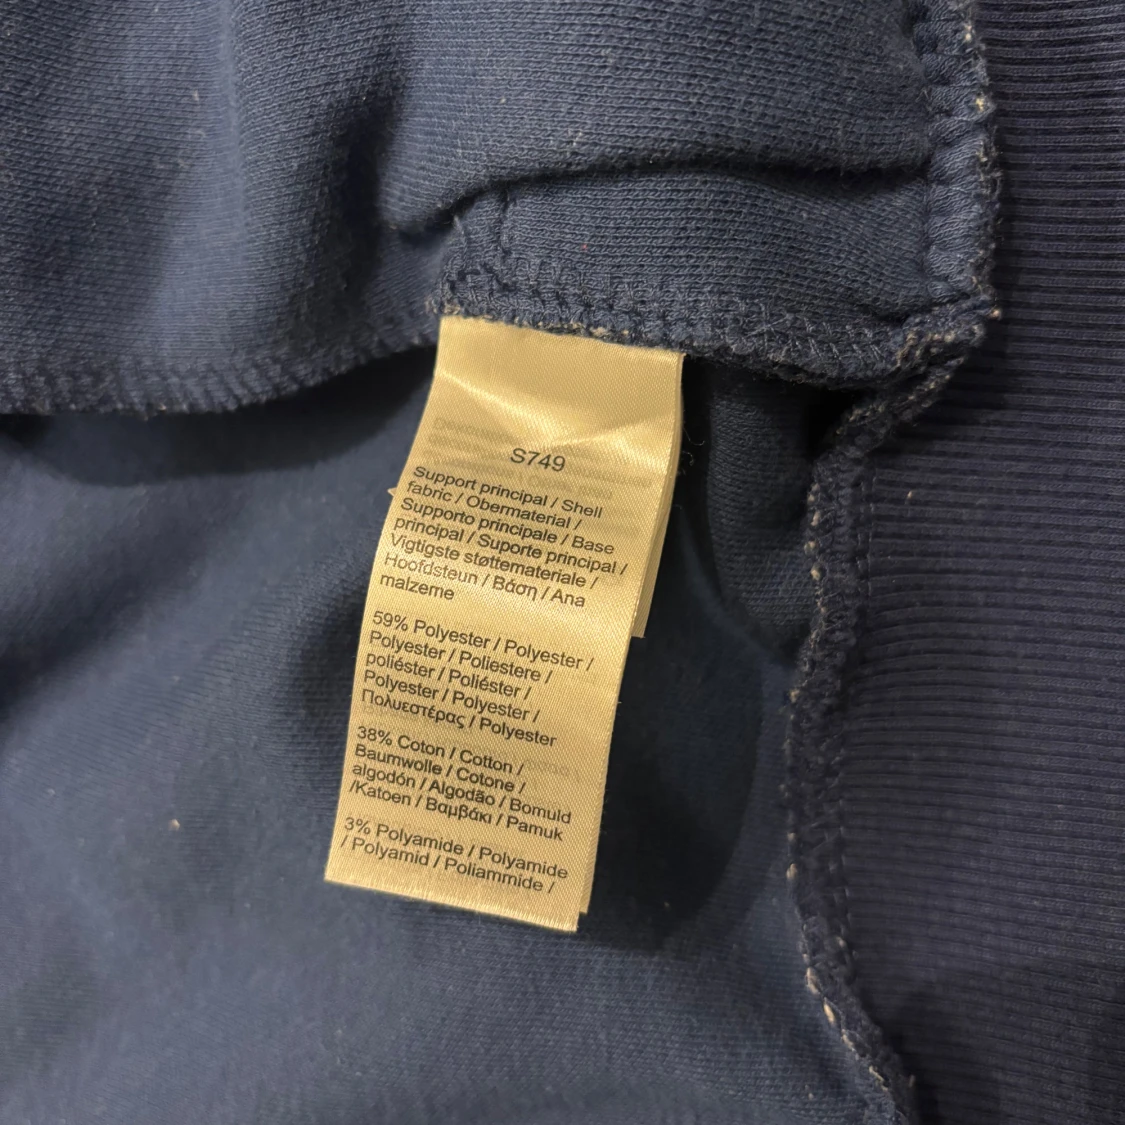 S749
Support principal / Shell
fabric / Obermaterial /
Supporto principale / Base
principal / Suporte principal /
Vigtigste støttemateriale /
Hoofdsteun / Βάση / Ana
malzeme
59% Polyester / Polyester /
Polyester / Poliestere /
poliéster / Poliéster /
Polyester / Polyester /
Πολυεστέρας / Polyester
38% Coton / Cotton /
Baumwolle / Cotone /
algodón / Algodão / Bomuld
/Katoen / Βαμβάκι / Pamuk
3% Polyamide / Polyamide
/ Polyamid / Poliammide /